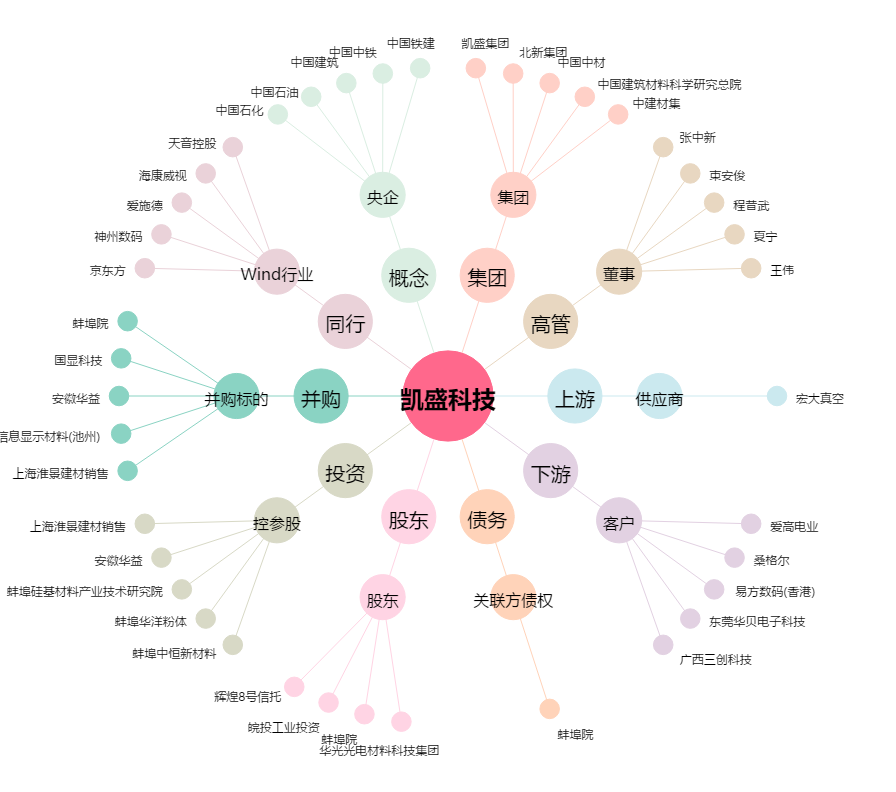 中国铁建
凯盛集团
中国中铁
北新集团
中国建筑
中国中材
中国石油
中国建筑材料科学研究总院
中国石化
中建材集
天音控股
张中新
海康威视
爱施德
程昔武
神州数码
夏宁
京东方
王伟
央企
集团
Wind行业
概念
集团
董事
同行
高管
蚌埠院
国显科技
安徽华益
信息显示材料(池州)
上海淮景建材销售
并购标的
并购
凯盛科技
上游
供应商
宏大真空
投资
下游
上海淮景建材销售
控参股
股东
债务
客户
爱高电业
安徽华益
桑格尔
蚌埠硅基材料产业技术研究院
易方数码(香港)
蚌埠华洋粉体
东莞华贝电子科技
蚌埠中恒新材料
广西三创科技
股东
关联方债权
辉煌8号信托
皖投工业投资
蚌埠院
华光光电材料科技集团
蚌埠院